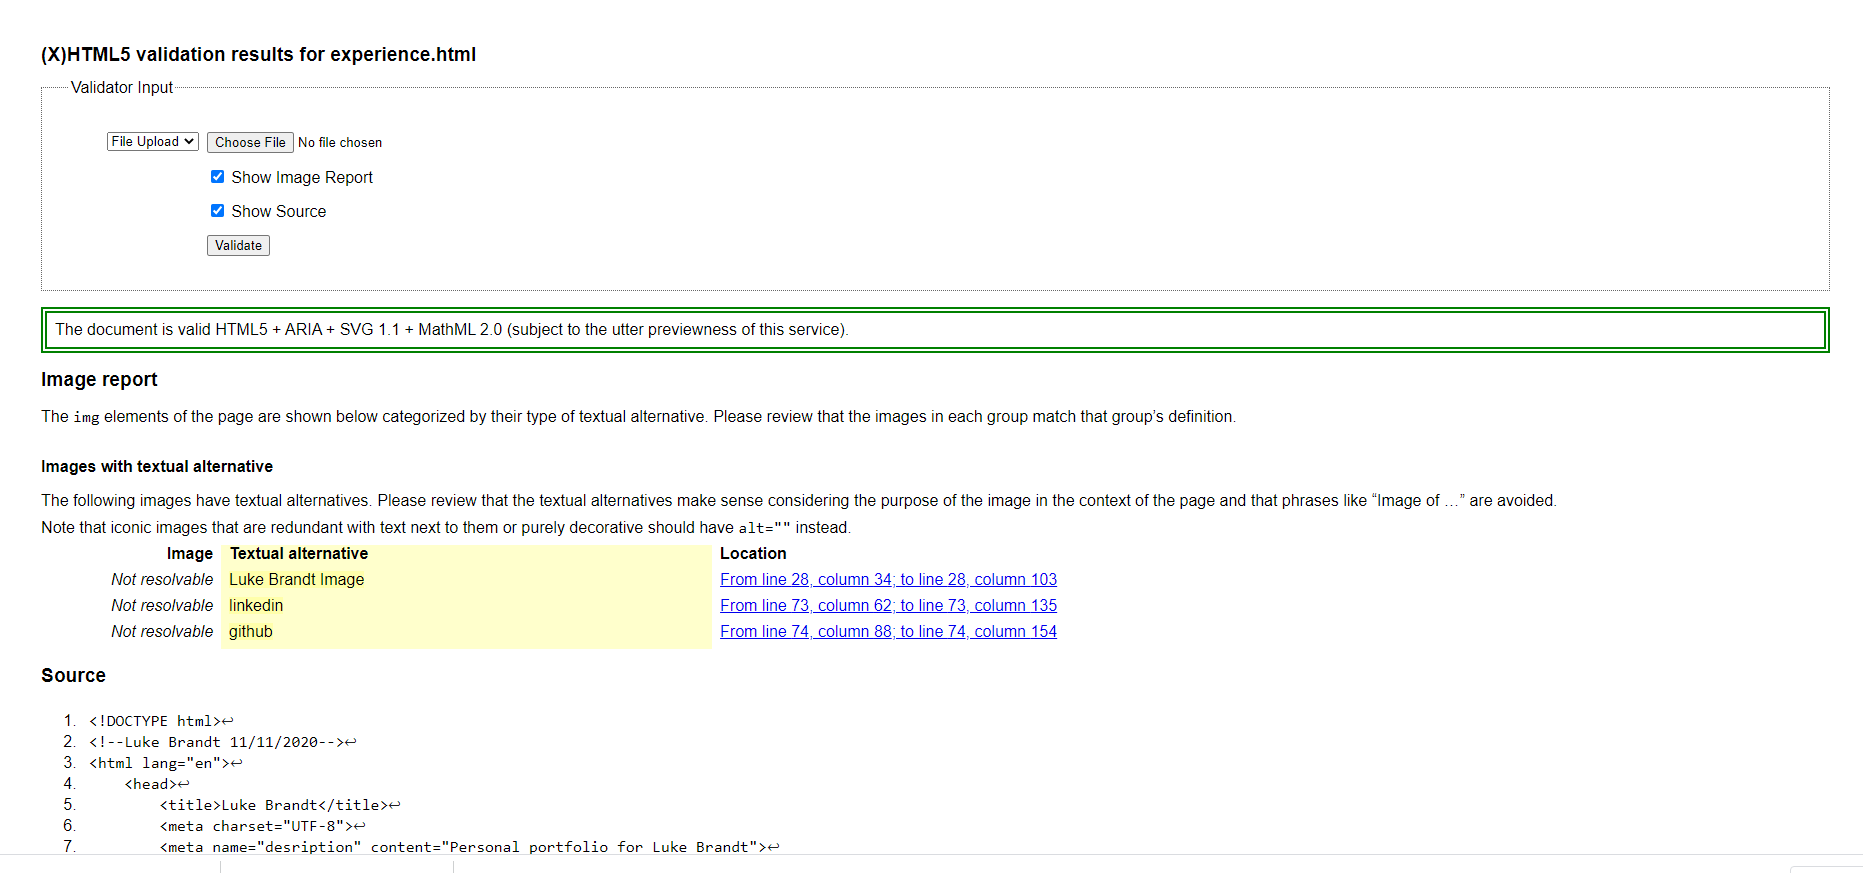 (X)HTML5 validation results for experience.html
Validator Input
File Upload Choose File No file chosen
Show Image Report
Show Source
Validate
The document is valid HTML5 + ARIA + SVG 1.1 + MathML 2.0 (subject to the utter previewness of this service).
Image report
The img elements of the page are shown below categorized by their type of textual alternative. Please review that the images in each group match that group’s definition.
Images with textual alternative
The following images have textual alternatives. Please review that the textual alternatives make sense considering the purpose of the image in the context of the page and that phrases like “Image of …” are avoided.
Note that iconic images that are redundant with text next to them or purely decorative should have alt="" instead.
Image Textual alternative Location
Not resolvable Luke Brandt Image From line 28, column 34; to line 28, column 103
Not resolvable linkedin From line 73, column 62; to line 73, column 135
Not resolvable github From line 74, column 88; to line 74, column 154
Source
1. <!DOCTYPE html>↩
2. <!--Luke Brandt 11/11/2020-->↩
3. <html lang="en">↩
4. <head>↩
5. <title>Luke Brandt</title>↩
6. <meta charset="UTF-8">↩
7. <meta name="desription" content="Personal portfolio for Luke Brandt">↩